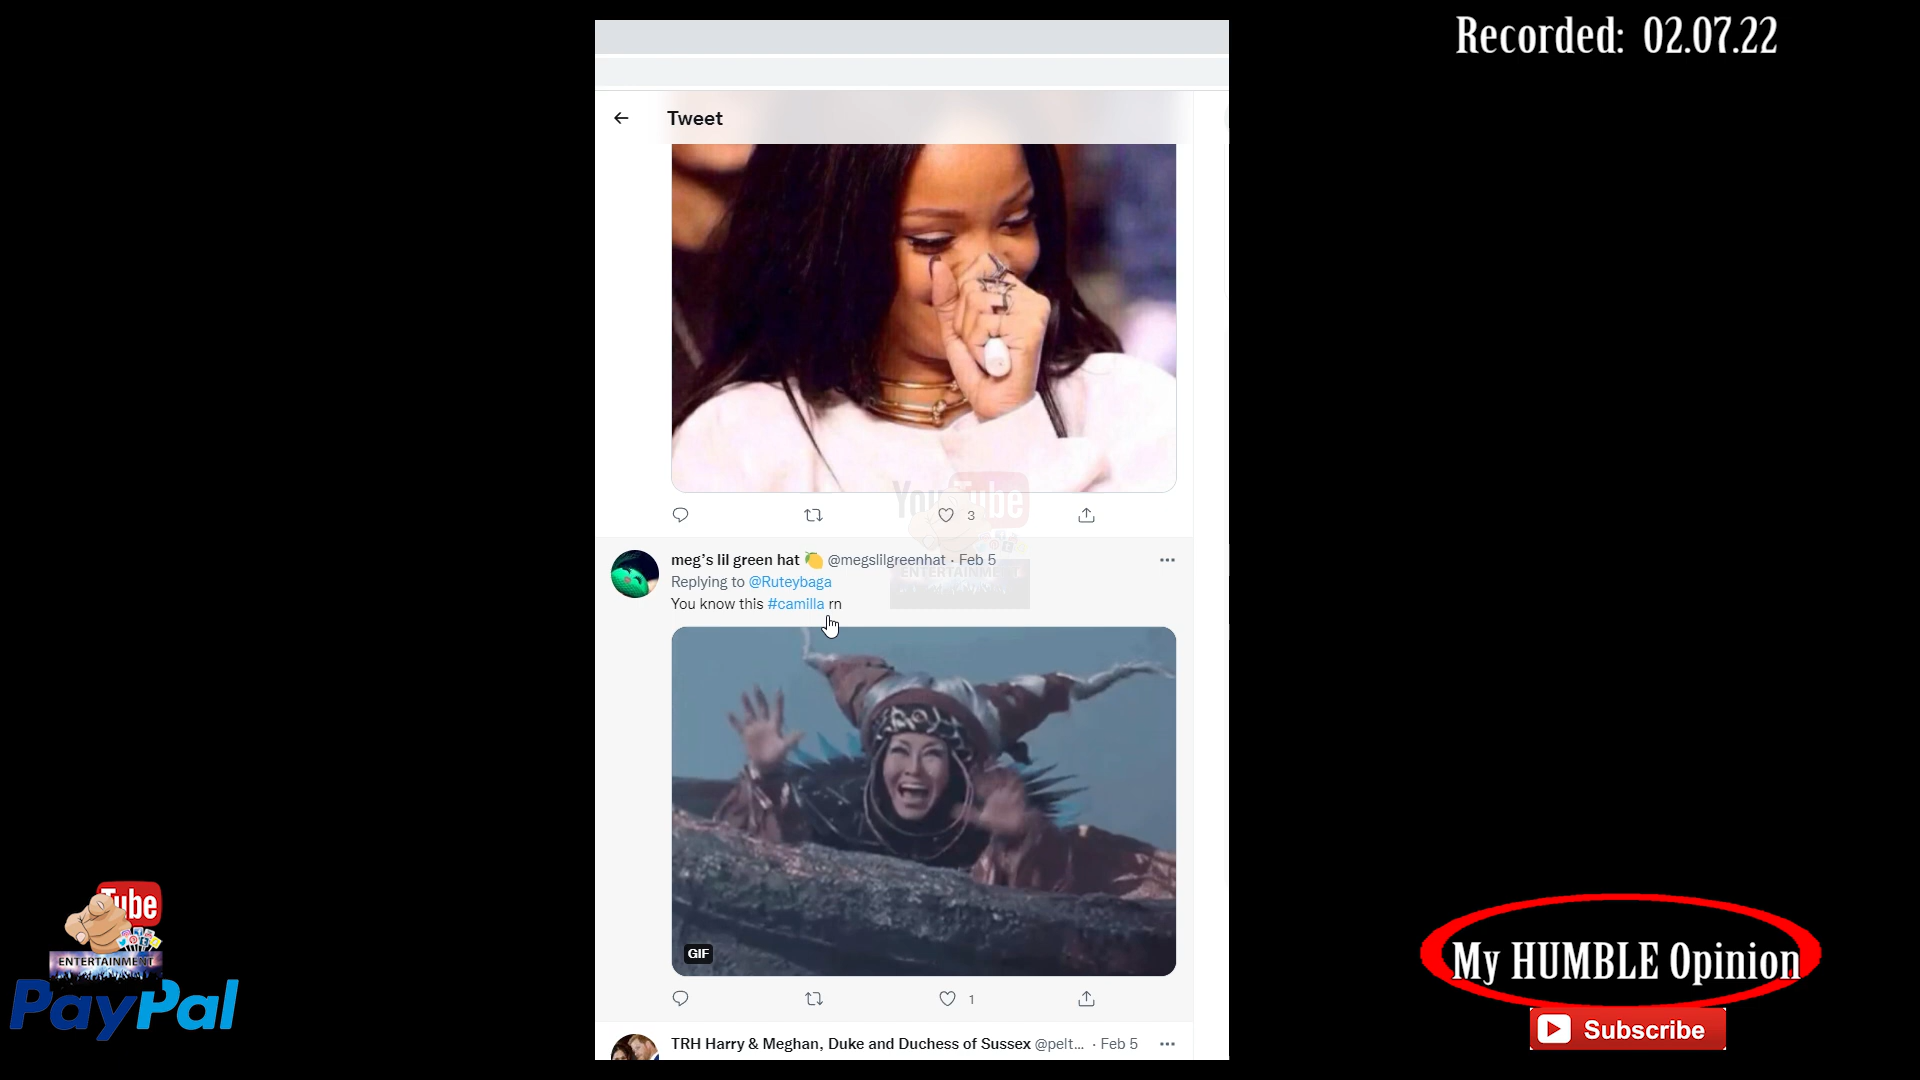 Recorded: 02.07.22
Tweet
YouTube
3
meg's lil green hat 🍋 @megslilgreenhat · Feb 5
Replying to @Ruteybaga
ENTERTAINMENT
You know this #camilla rn
GIF
1
TRH Harry & Meghan, Duke and Duchess of Sussex @pelt... · Feb 5
Tube
ENTERTAINMENT
PayPal
My HUMBLE Opinion
Subscribe